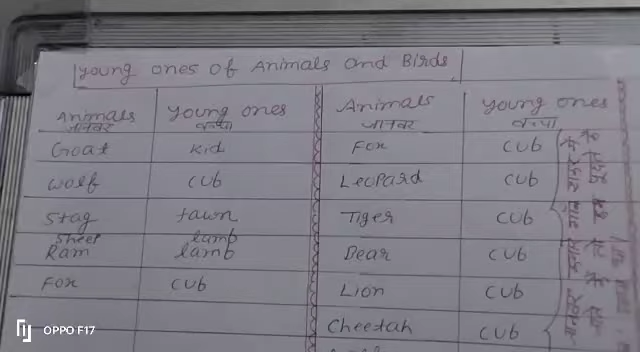 Young ones of Animals and Birds
Animals Young ones Animals Young ones
जानवर बच्चा जानवर बच्चा
Goat Kid Fox cub
Wolf cub Leopard cub
Stag fawn Tiger cub
Sheep lamb
Ram lamb Bear cub
Fox cub Lion cub
Cheetah cub
OPPO F17